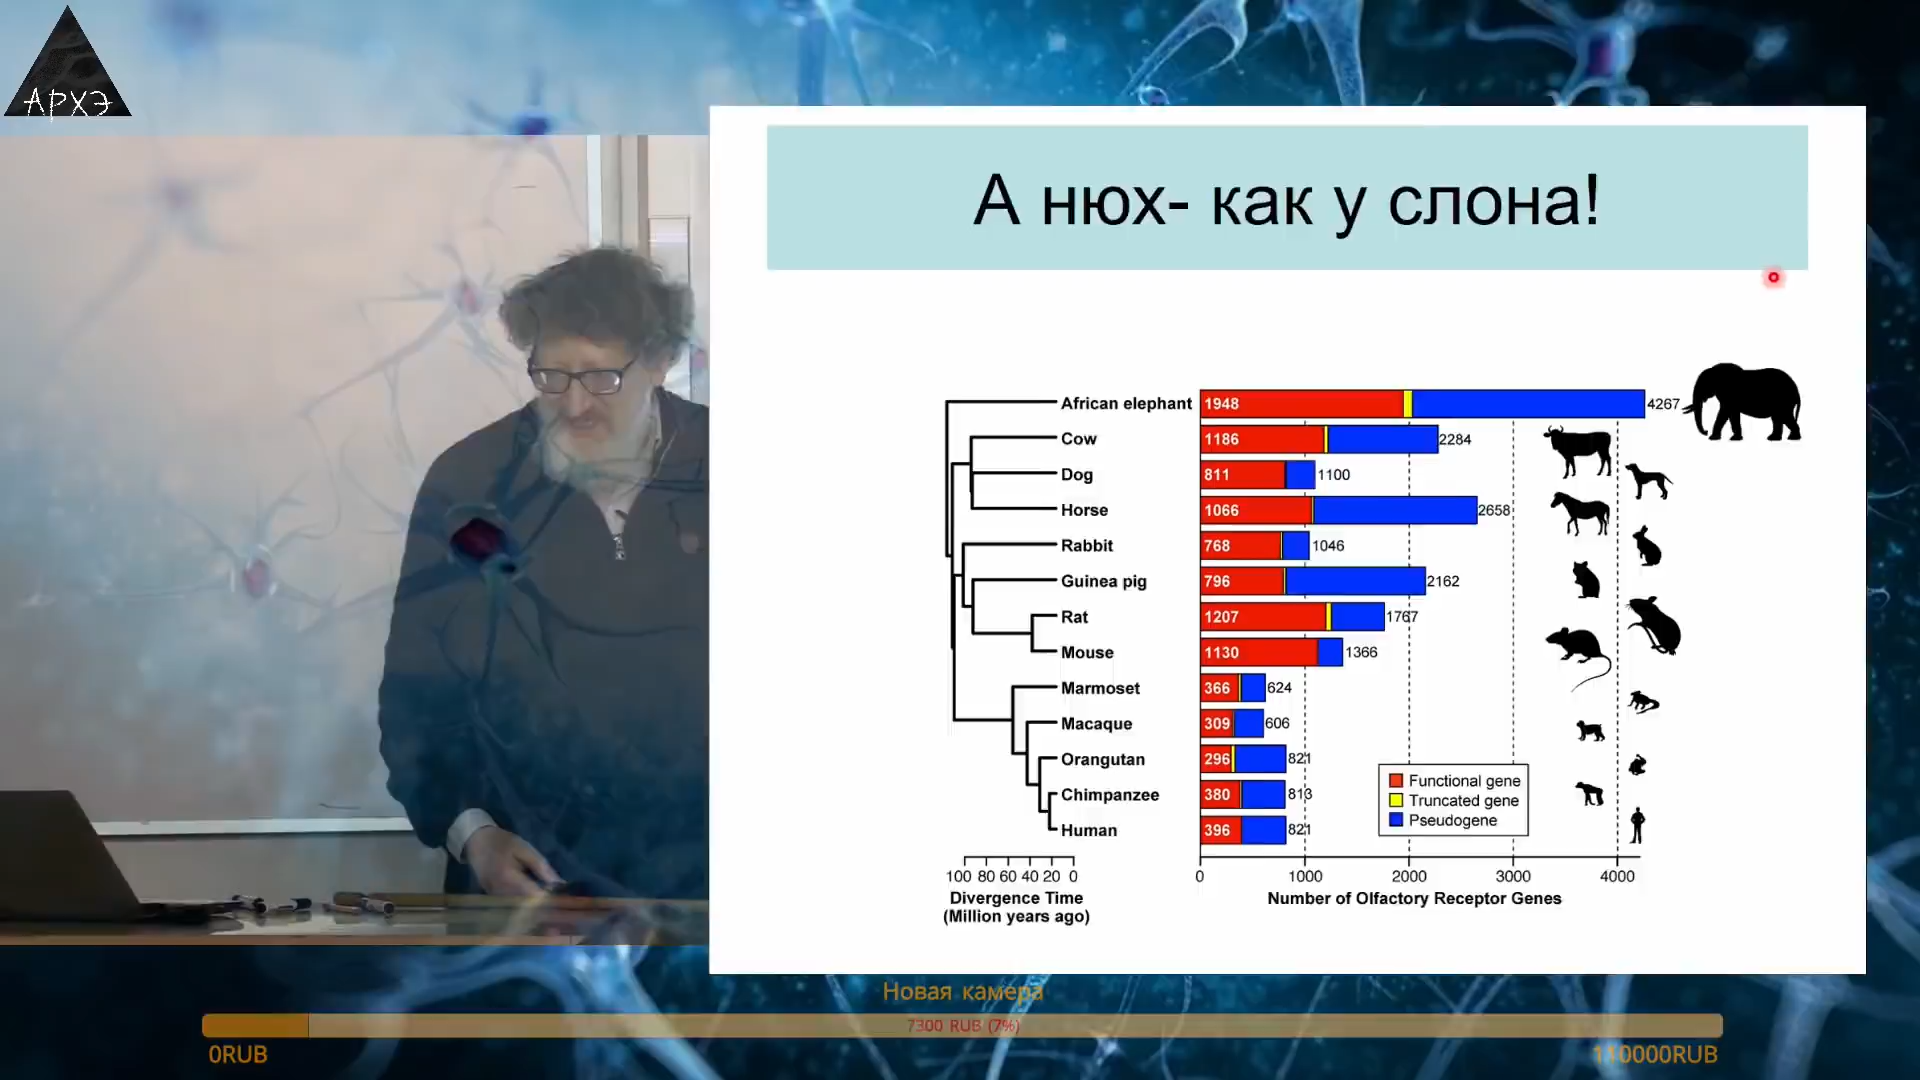 АРХЭ
А нюх- как у слона!
African elephant 1948 4267
Cow 1186 2284
Dog 811 1100
Horse 1066 2658
Rabbit 768 1046
Guinea pig 796 2162
Rat 1207 1767
Mouse 1130 1366
Marmoset 366 624
Macaque 309 606
Orangutan 296 821
Chimpanzee 380 813
Human 396 821
Functional gene
Truncated gene
Pseudogene
100 80 60 40 20 0
Divergence Time
(Million years ago)
0 1000 2000 3000 4000
Number of Olfactory Receptor Genes
Новая камера
7300 RUB (7%)
0RUB
110000RUB